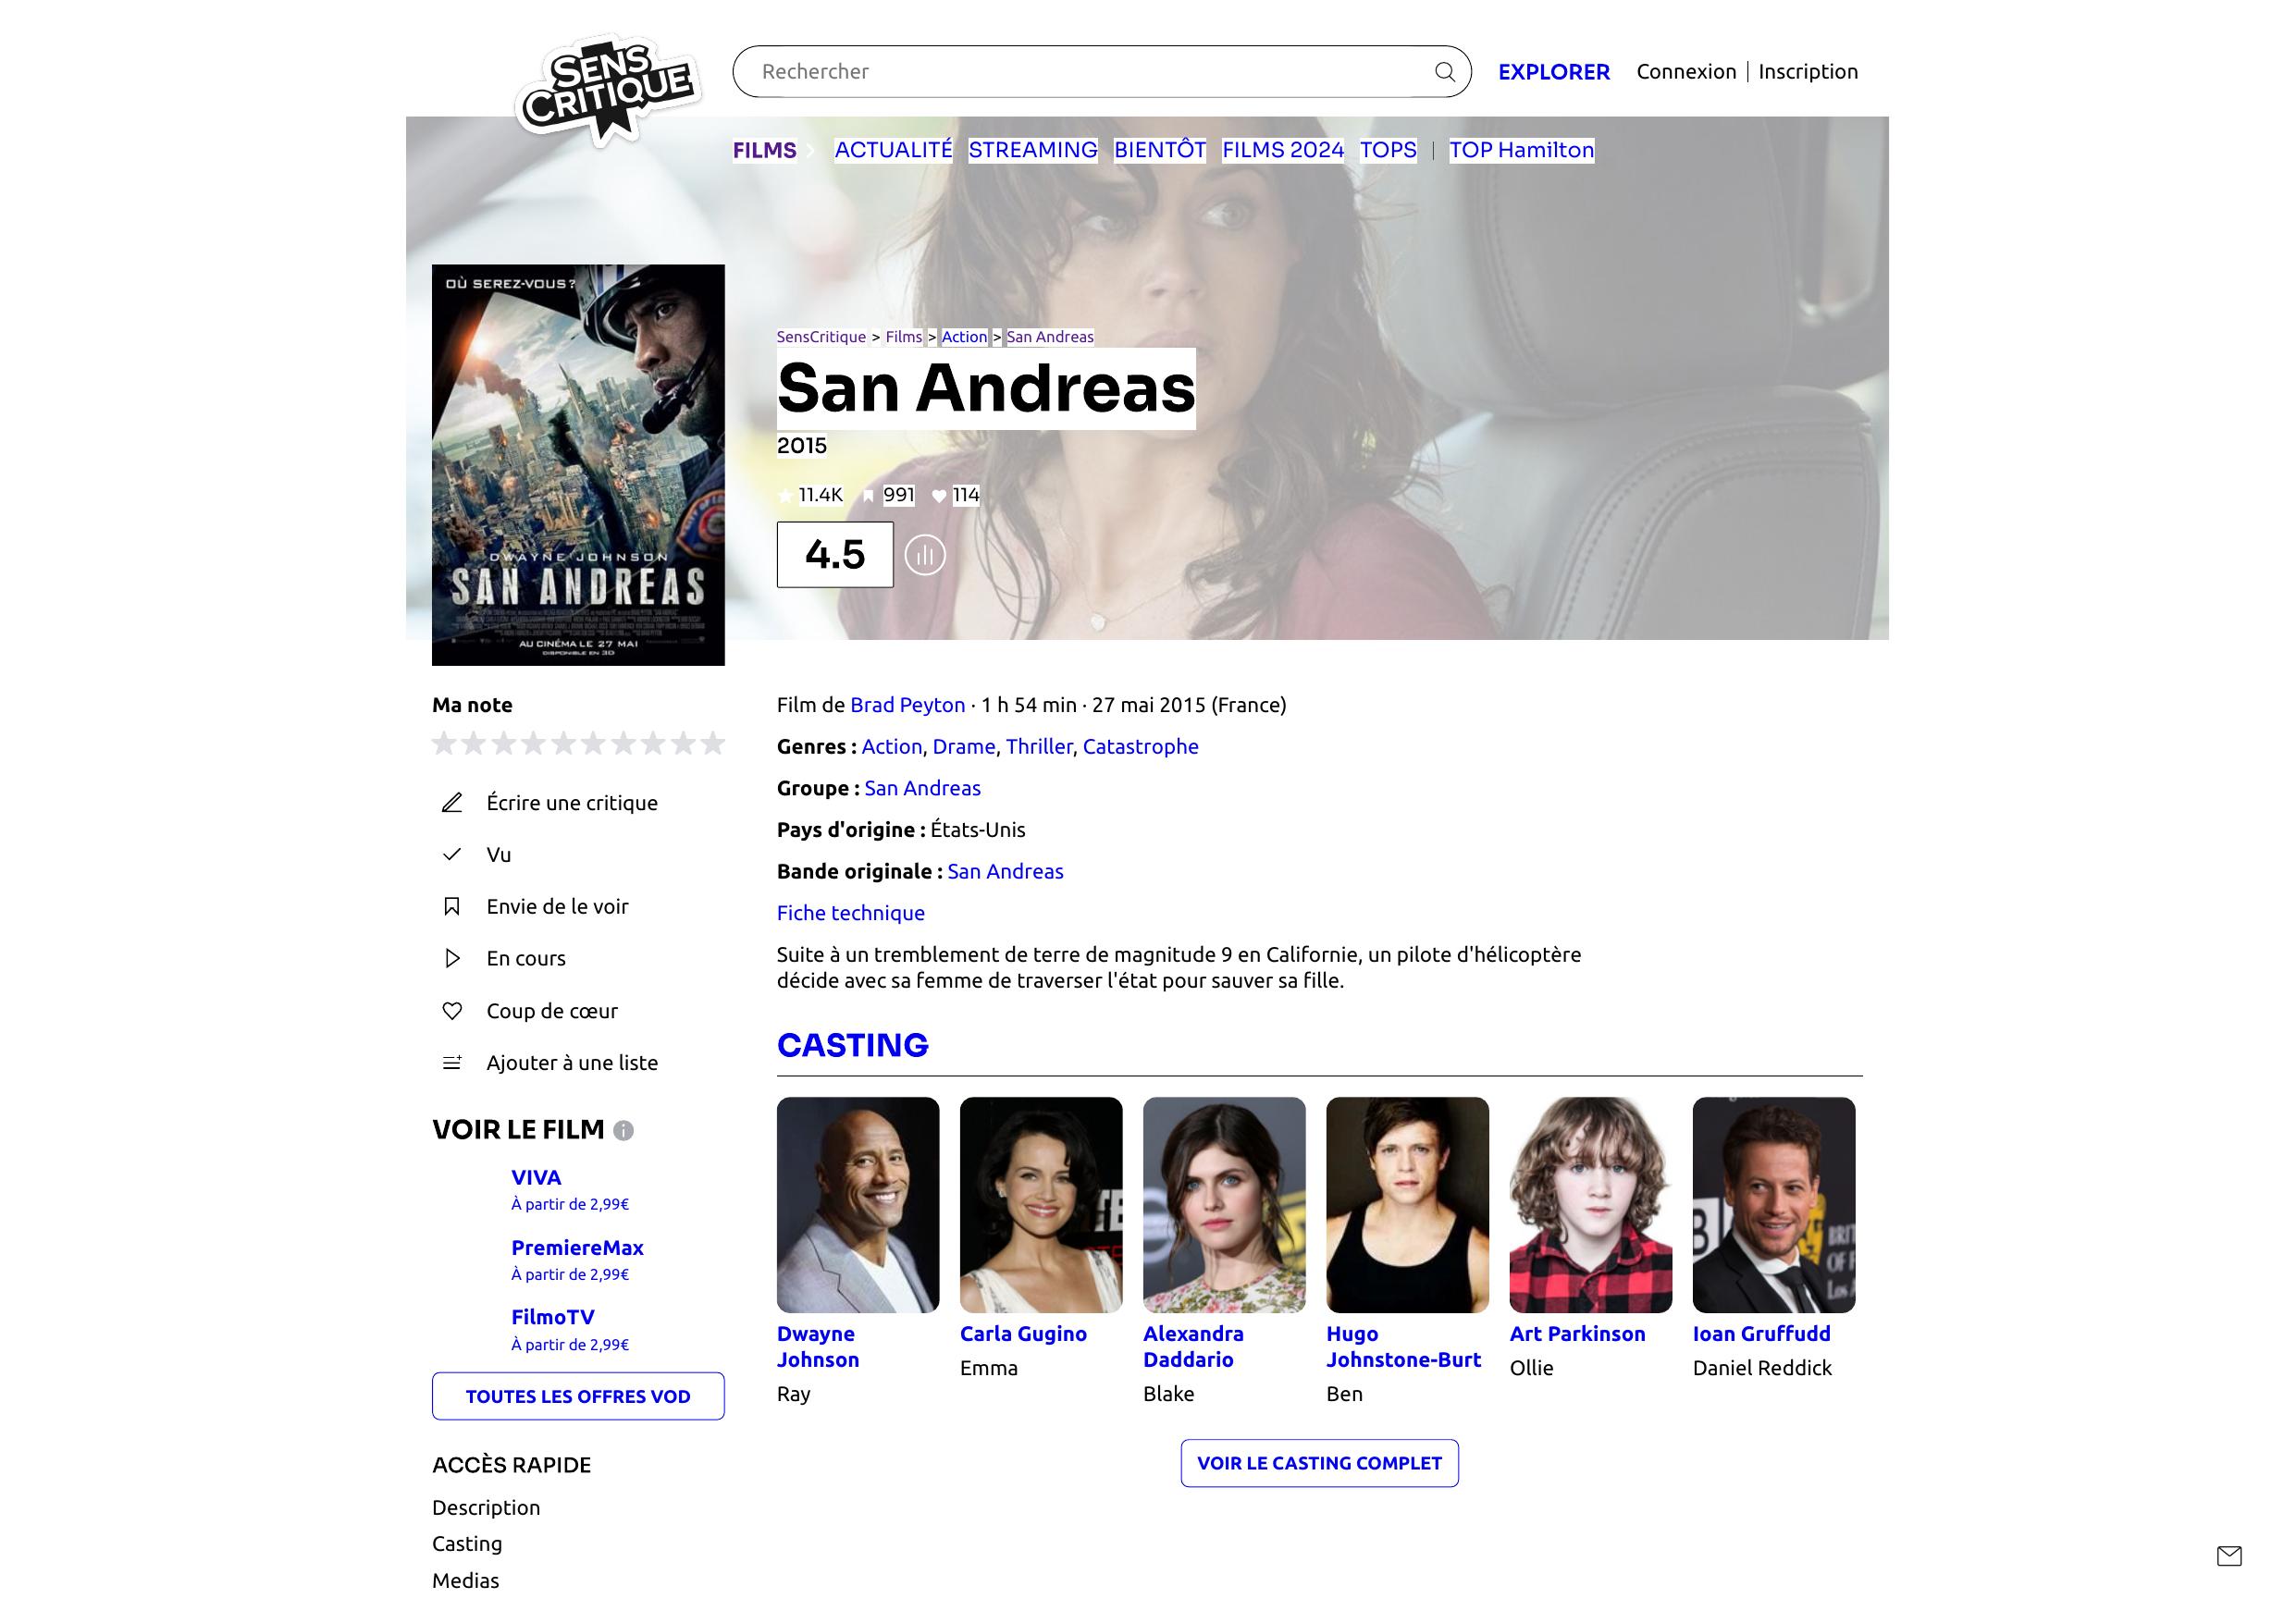 SENS
CRITIQUE
Rechercher
EXPLORER
Connexion | Inscription
FILMS
ACTUALITÉ STREAMING BIENTÔT FILMS 2024 TOPS | TOP Hamilton
OÙ SEREZ-VOUS?
DWAYNE JOHNSON
SAN ANDREAS
AU CINÉMA LE 27 MAI
DISPONIBLE EN 3D
SensCritique > Films > Action > San Andreas
San Andreas
2015
11.4K 991 114
4.5
Ma note
Écrire une critique
Vu
Envie de le voir
En cours
Coup de cœur
Ajouter à une liste
VOIR LE FILM
VIVA
À partir de 2,99€
PremiereMax
À partir de 2,99€
FilmoTV
À partir de 2,99€
TOUTES LES OFFRES VOD
ACCÈS RAPIDE
Description
Casting
Medias
Film de Brad Peyton · 1 h 54 min · 27 mai 2015 (France)
Genres : Action, Drame, Thriller, Catastrophe
Groupe : San Andreas
Pays d'origine : États-Unis
Bande originale : San Andreas
Fiche technique
Suite à un tremblement de terre de magnitude 9 en Californie, un pilote d'hélicoptère
décide avec sa femme de traverser l'état pour sauver sa fille.
CASTING
Dwayne
Johnson
Ray
Carla Gugino
Emma
Alexandra
Daddario
Blake
Hugo
Johnstone-Burt
Ben
Art Parkinson
Ollie
Ioan Gruffudd
Daniel Reddick
VOIR LE CASTING COMPLET